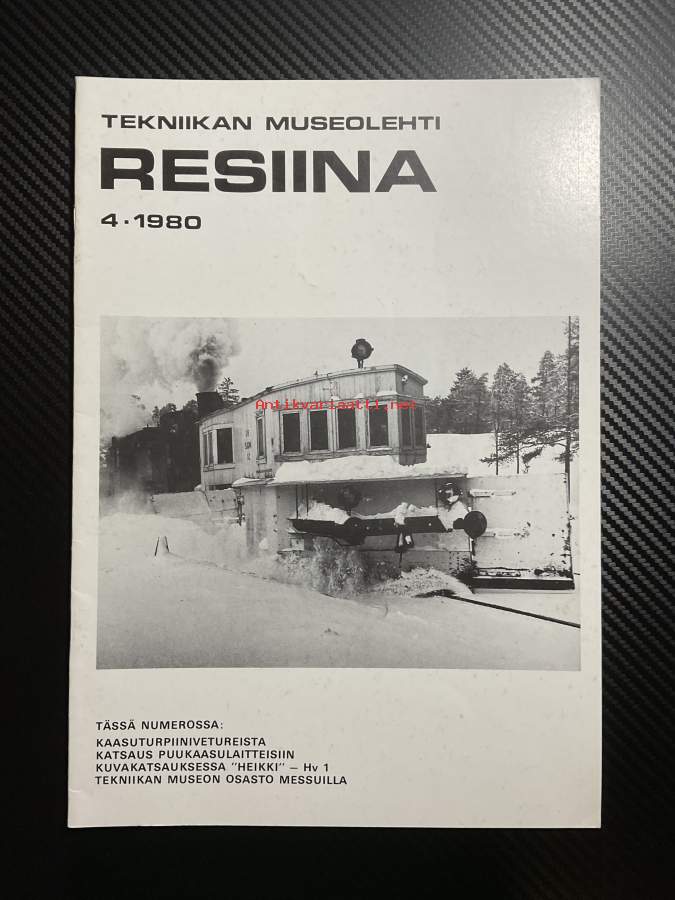 TEKNIIKAN MUSEOLEHTI
RESIINA
4·1980
Antikvariaatti.net
TÄSSÄ NUMEROSSA:
KAASUTURPIINIVETUREISTA
KATSAUS PUUKAASULAITTEISIIN
KUVAKATSAUKSESSA "HEIKKI" – Hv 1
TEKNIIKAN MUSEON OSASTO MESSUILLA